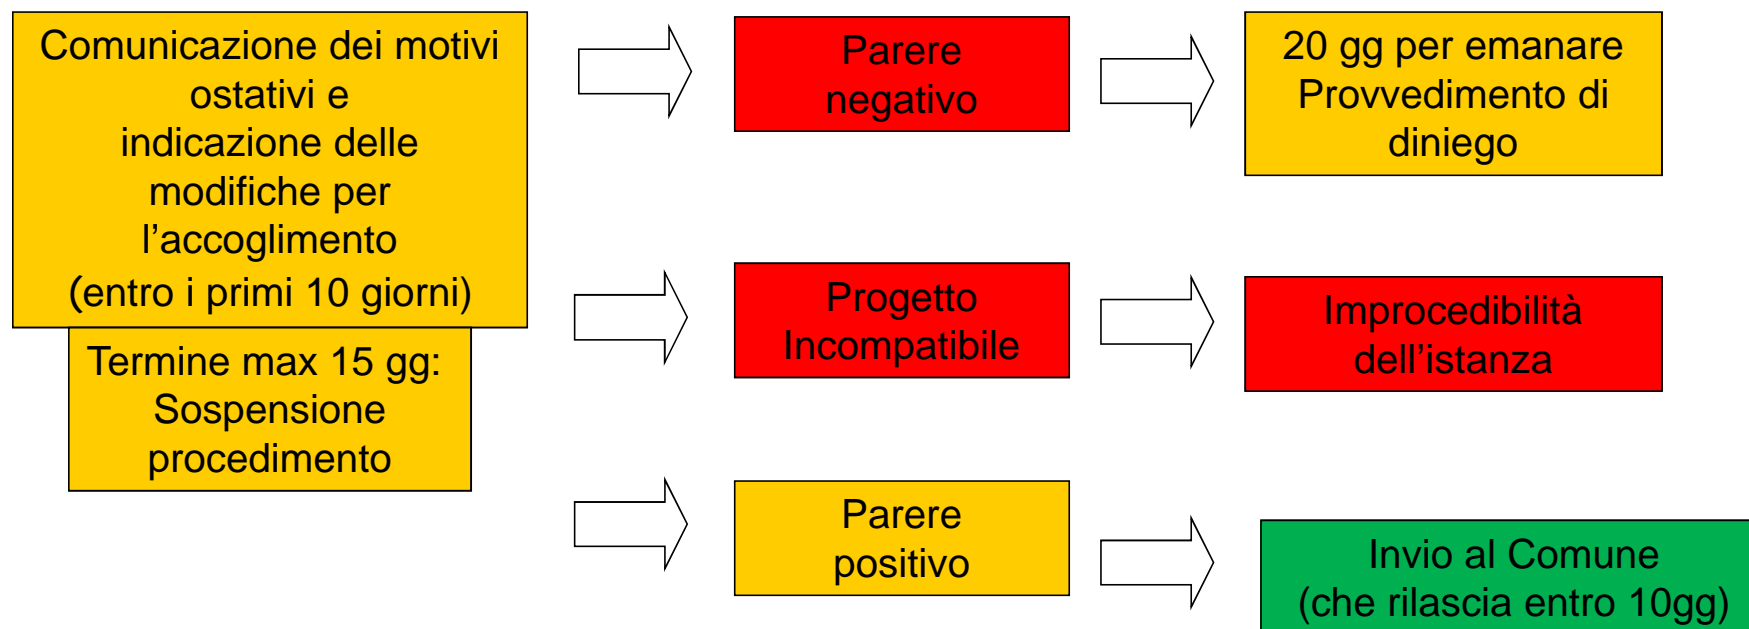 Comunicazione dei motivi
ostativi e
indicazione delle
modifiche per
l'accoglimento
(entro i primi 10 giorni)
Termine max 15 gg:
Sospensione
procedimento
Parere
negativo
20 gg per emanare
Provvedimento di
diniego
Progetto
Incompatibile
Improcedibilità
dell'istanza
Parere
positivo
Invio al Comune
(che rilascia entro 10gg)